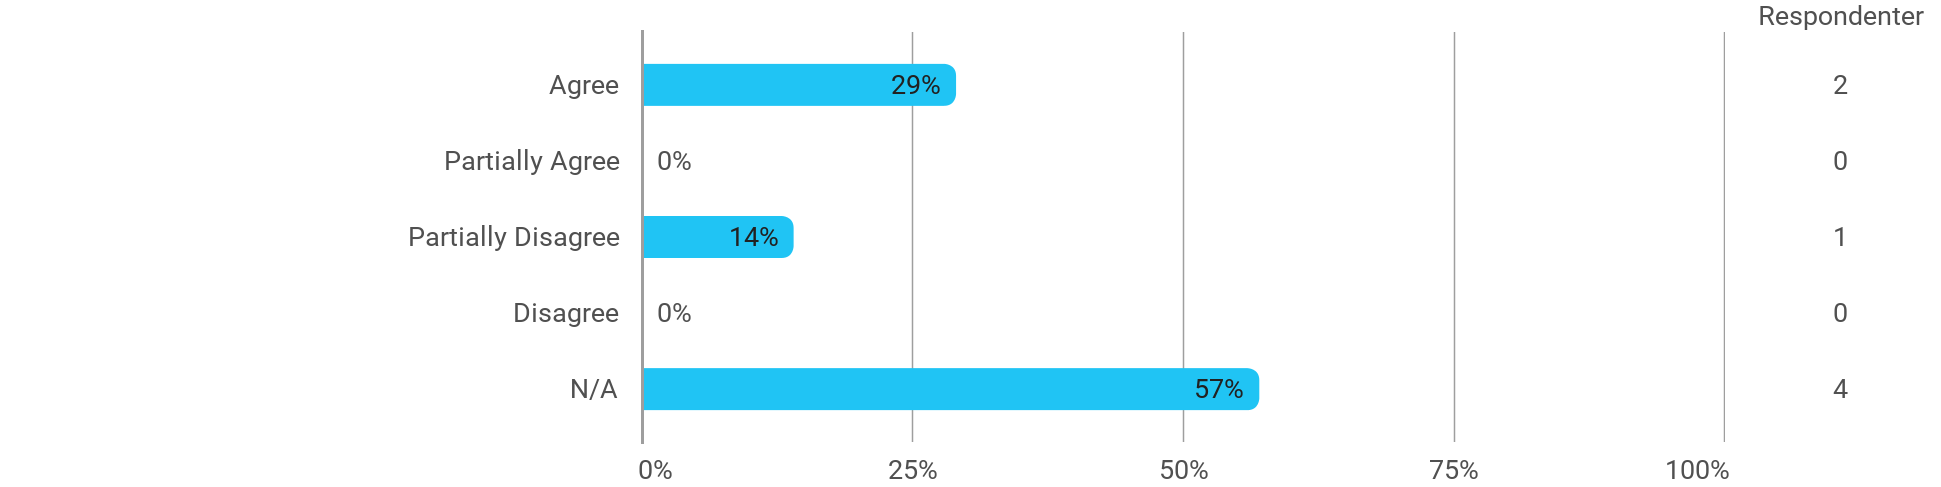 Respondenter
Agree 29% 2
Partially Agree 0% 0
Partially Disagree 14% 1
Disagree 0% 0
N/A 57% 4
0% 25% 50% 75% 100%